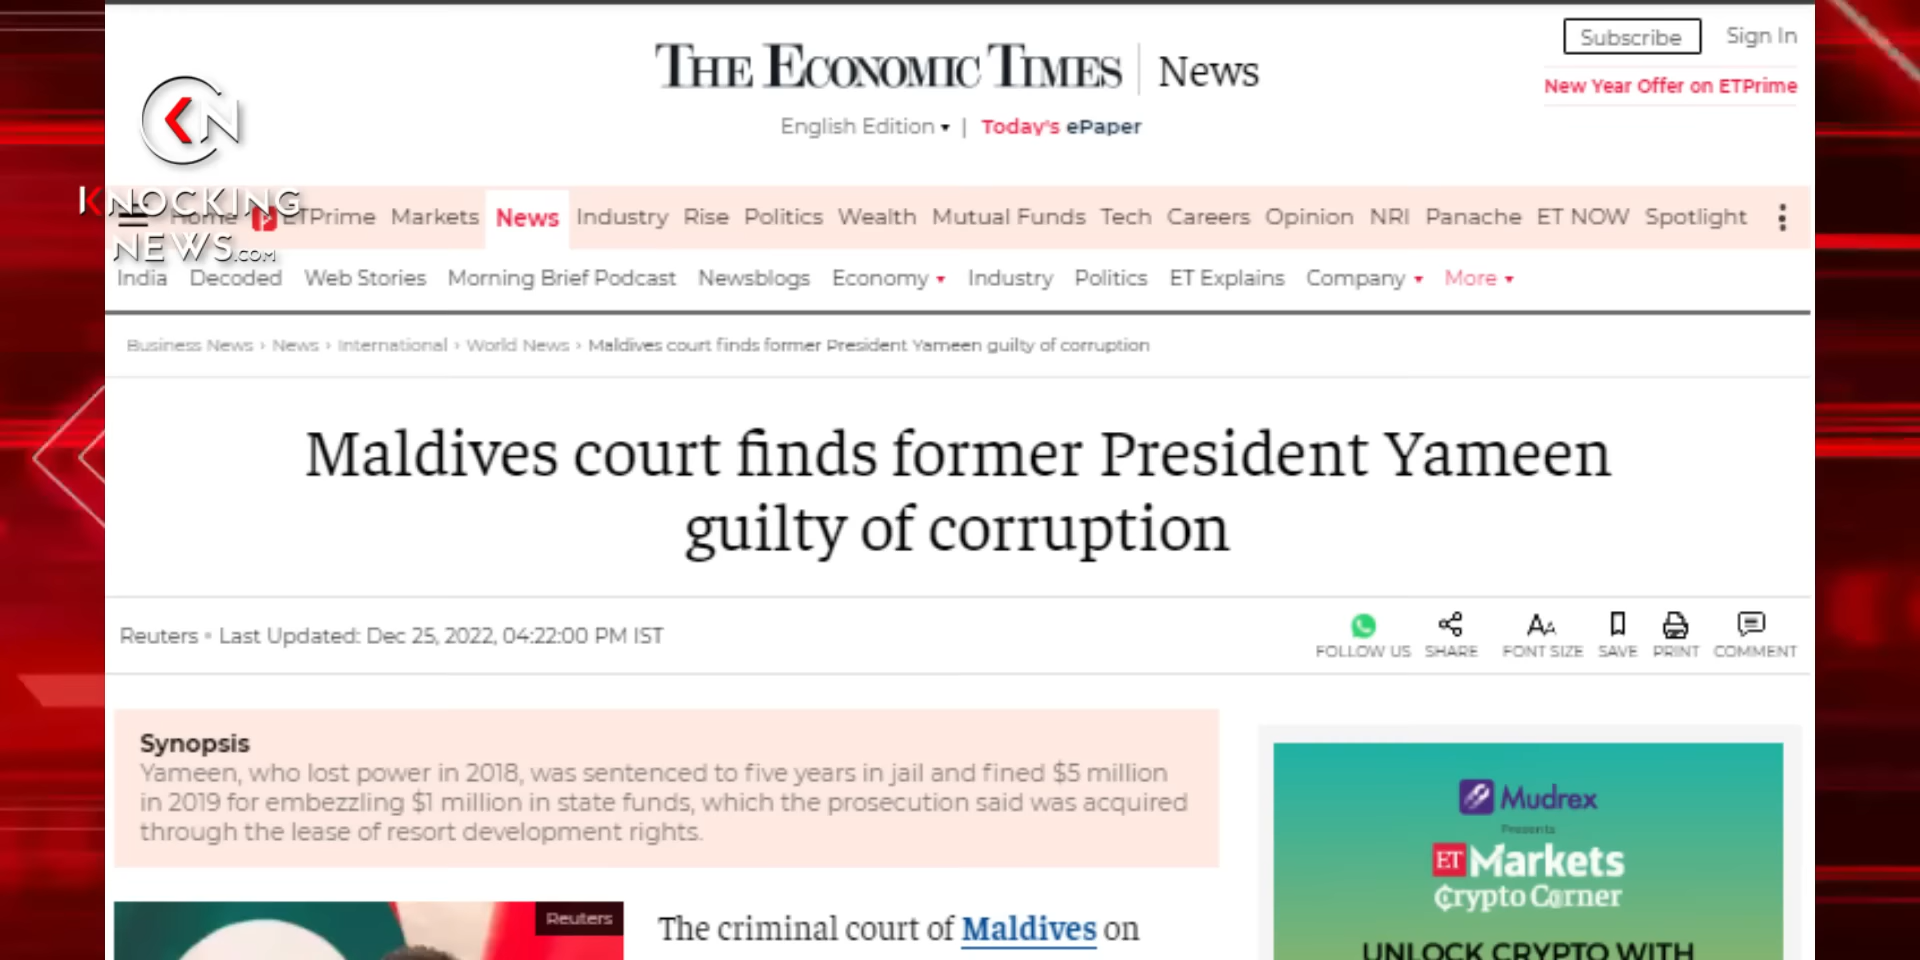 Subscribe
Sign In
THE ECONOMIC TIMES | News
New Year Offer on ETPrime
English Edition ▾ | Today's ePaper
KN
KNOCKING
NEWS.COM
Home ETPrime Markets News Industry Rise Politics Wealth Mutual Funds Tech Careers Opinion NRI Panache ET NOW Spotlight
India Decoded Web Stories Morning Brief Podcast Newsblogs Economy ▾ Industry Politics ET Explains Company ▾ More ▾
Business News › News › International › World News › Maldives court finds former President Yameen guilty of corruption
Maldives court finds former President Yameen
guilty of corruption
Reuters • Last Updated: Dec 25, 2022, 04:22:00 PM IST
FOLLOW US SHARE FONT SIZE SAVE PRINT COMMENT
Synopsis
Yameen, who lost power in 2018, was sentenced to five years in jail and fined $5 million
in 2019 for embezzling $1 million in state funds, which the prosecution said was acquired
through the lease of resort development rights.
Reuters
The criminal court of Maldives on
Mudrex
Presents
ET Markets
Crypto Corner
UNLOCK CRYPTO WITH